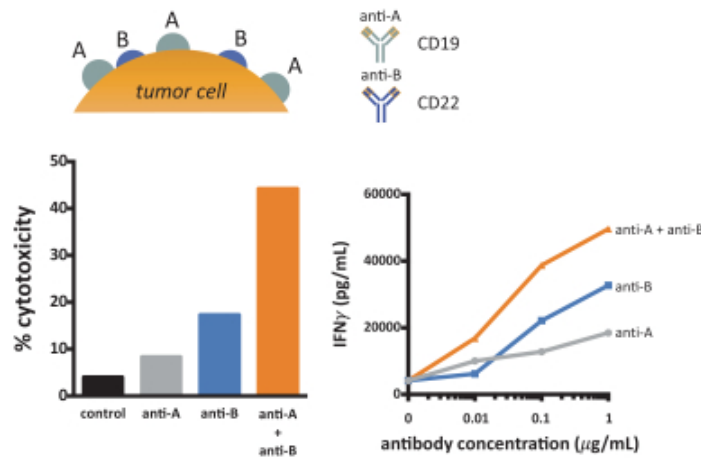 A
B
A
B
A
tumor cell
anti-A
CD19
anti-B
CD22
% cytotoxicity
50
40
30
20
10
0
control
anti-A
anti-B
anti-A
+
anti-B
IFNγ (pg/mL)
60000
40000
20000
0
anti-A + anti-B
anti-B
anti-A
0
0.01
0.1
1
antibody concentration (μg/mL)